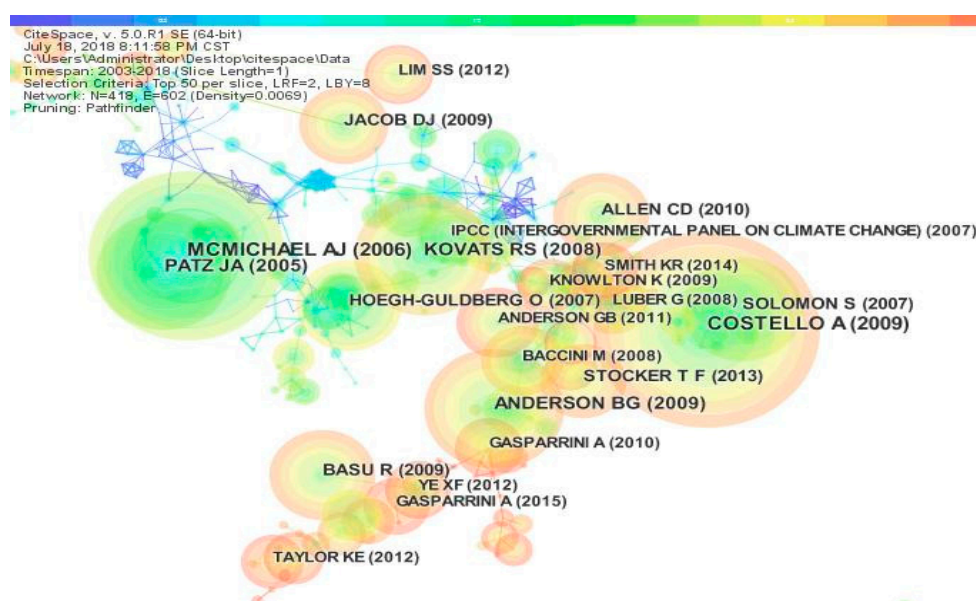 CiteSpace, v. 5.0.R1 SE (64-bit)
July 18, 2018 8:11:58 PM CST
C:\Users\Administrator\Desktop\citespace\Data
Timespan: 2003-2018 (Slice Length=1)
Selection Criteria: Top 50 per slice, LRF=2, LBY=8
Network: N=418, E=602 (Density=0.0069)
Pruning: Pathfinder
LIM SS (2012)
JACOB DJ (2009)
ALLEN CD (2010)
IPCC (INTERGOVERNMENTAL PANEL ON CLIMATE CHANGE) (2007)
MCMICHAEL AJ (2006)
KOVATS RS (2008)
PATZ JA (2005)
SMITH KR (2014)
KNOWLTON K (2009)
HOEGH-GULDBERG O (2007)
LUBER G (2008)
SOLOMON S (2007)
ANDERSON GB (2011)
COSTELLO A (2009)
BACCINI M (2008)
STOCKER T F (2013)
ANDERSON BG (2009)
GASPARRINI A (2010)
BASU R (2009)
YE XF (2012)
GASPARRINI A (2015)
TAYLOR KE (2012)